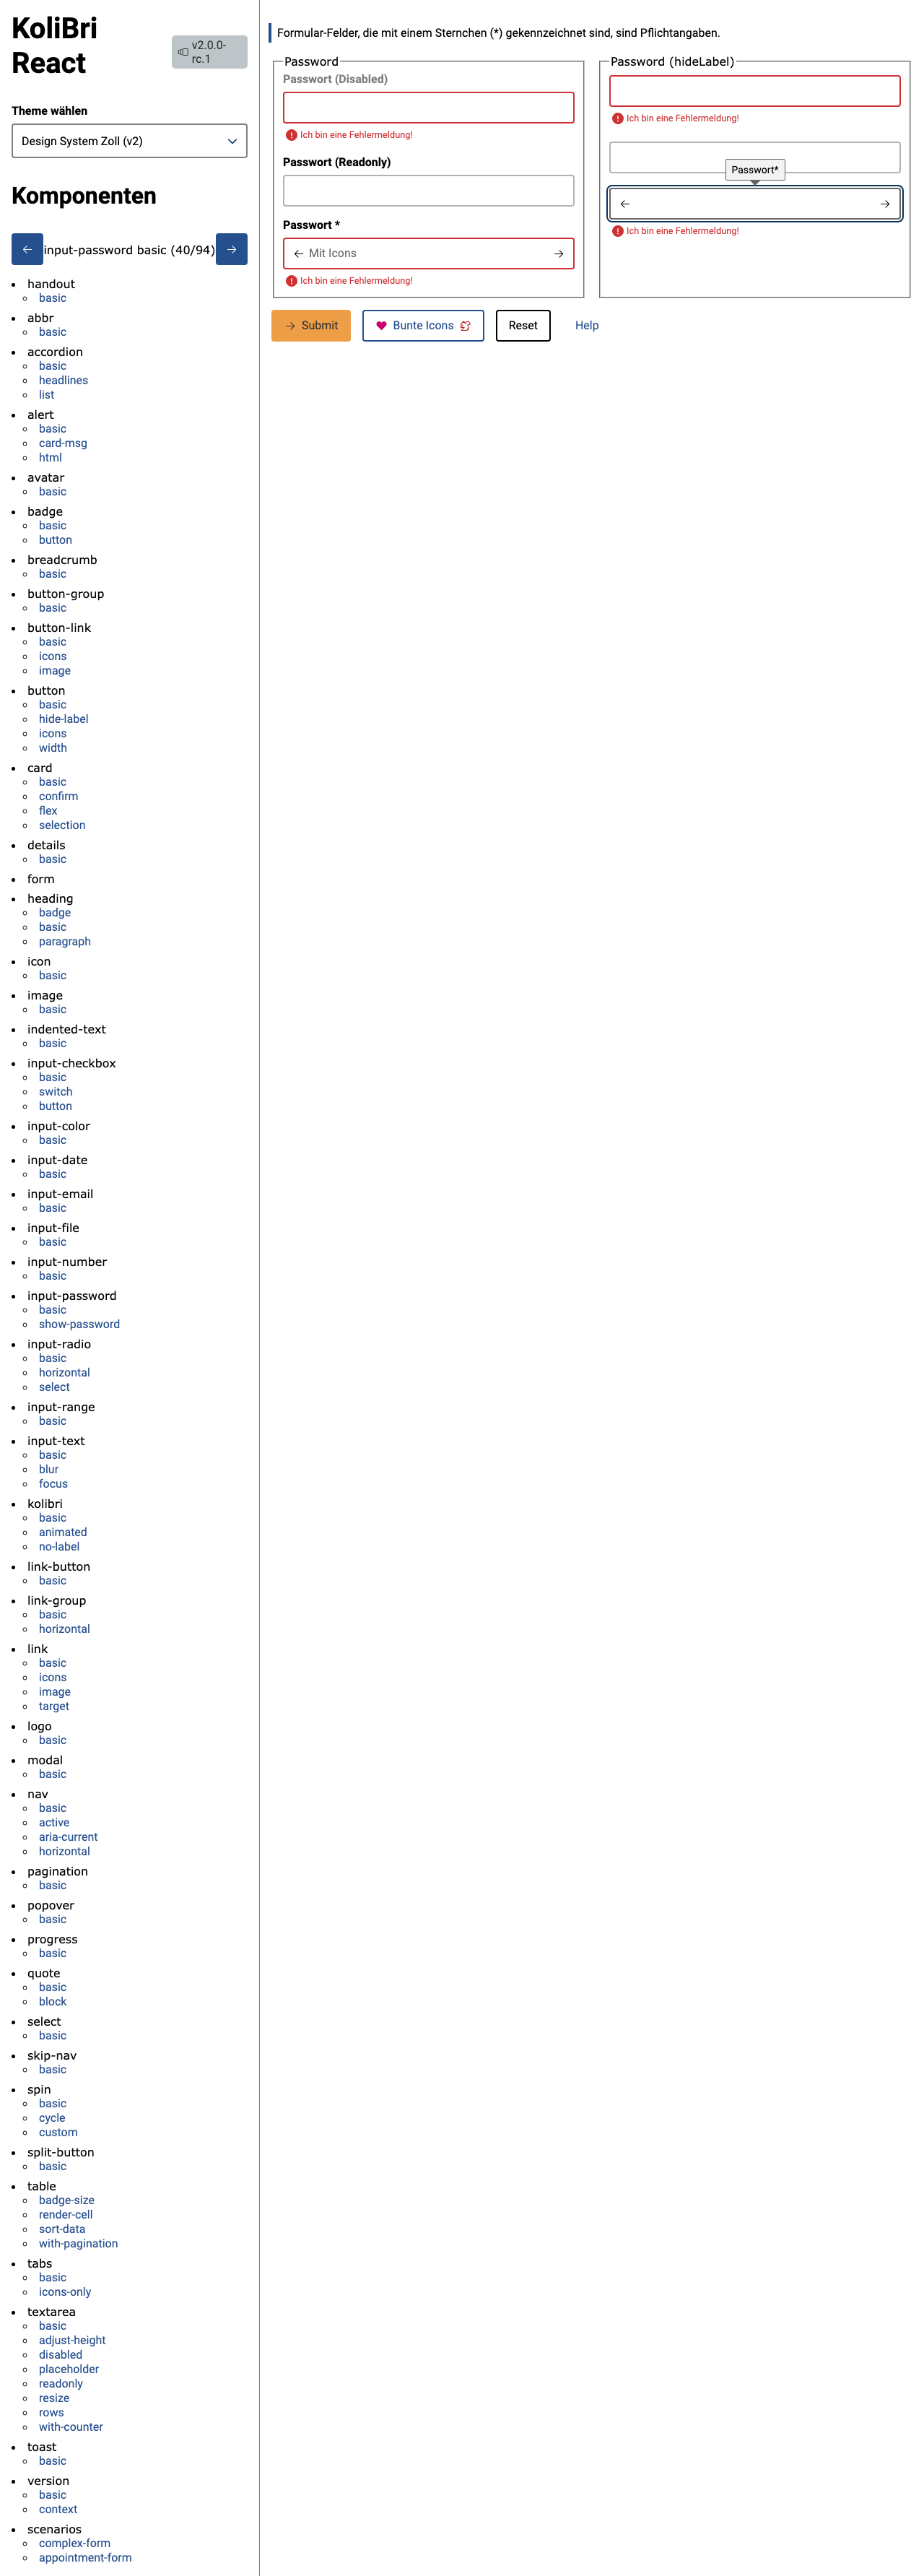 KoliBri
React
v2.0.0-
rc.1
Theme wählen
Design System Zoll (v2)
Komponenten
input-password basic (40/94)
handout
basic
abbr
basic
accordion
basic
headlines
list
alert
basic
card-msg
html
avatar
basic
badge
basic
button
breadcrumb
basic
button-group
basic
button-link
basic
icons
image
button
basic
hide-label
icons
width
card
basic
confirm
flex
selection
details
basic
form
heading
badge
basic
paragraph
icon
basic
image
basic
indented-text
basic
input-checkbox
basic
switch
button
input-color
basic
input-date
basic
input-email
basic
input-file
basic
input-number
basic
input-password
basic
show-password
input-radio
basic
horizontal
select
input-range
basic
input-text
basic
blur
focus
kolibri
basic
animated
no-label
link-button
basic
link-group
basic
horizontal
link
basic
icons
image
target
logo
basic
modal
basic
nav
basic
active
aria-current
horizontal
pagination
basic
popover
basic
progress
basic
quote
basic
block
select
basic
skip-nav
basic
spin
basic
cycle
custom
split-button
basic
table
badge-size
render-cell
sort-data
with-pagination
tabs
basic
icons-only
textarea
basic
adjust-height
disabled
placeholder
readonly
resize
rows
with-counter
toast
basic
version
basic
context
scenarios
complex-form
appointment-form
Formular-Felder, die mit einem Sternchen (*) gekennzeichnet sind, sind Pflichtangaben.
Password
Passwort (Disabled)
Ich bin eine Fehlermeldung!
Passwort (Readonly)
Passwort *
Mit Icons
Ich bin eine Fehlermeldung!
Password (hideLabel)
Ich bin eine Fehlermeldung!
Passwort*
Ich bin eine Fehlermeldung!
Submit
Bunte Icons
Reset
Help